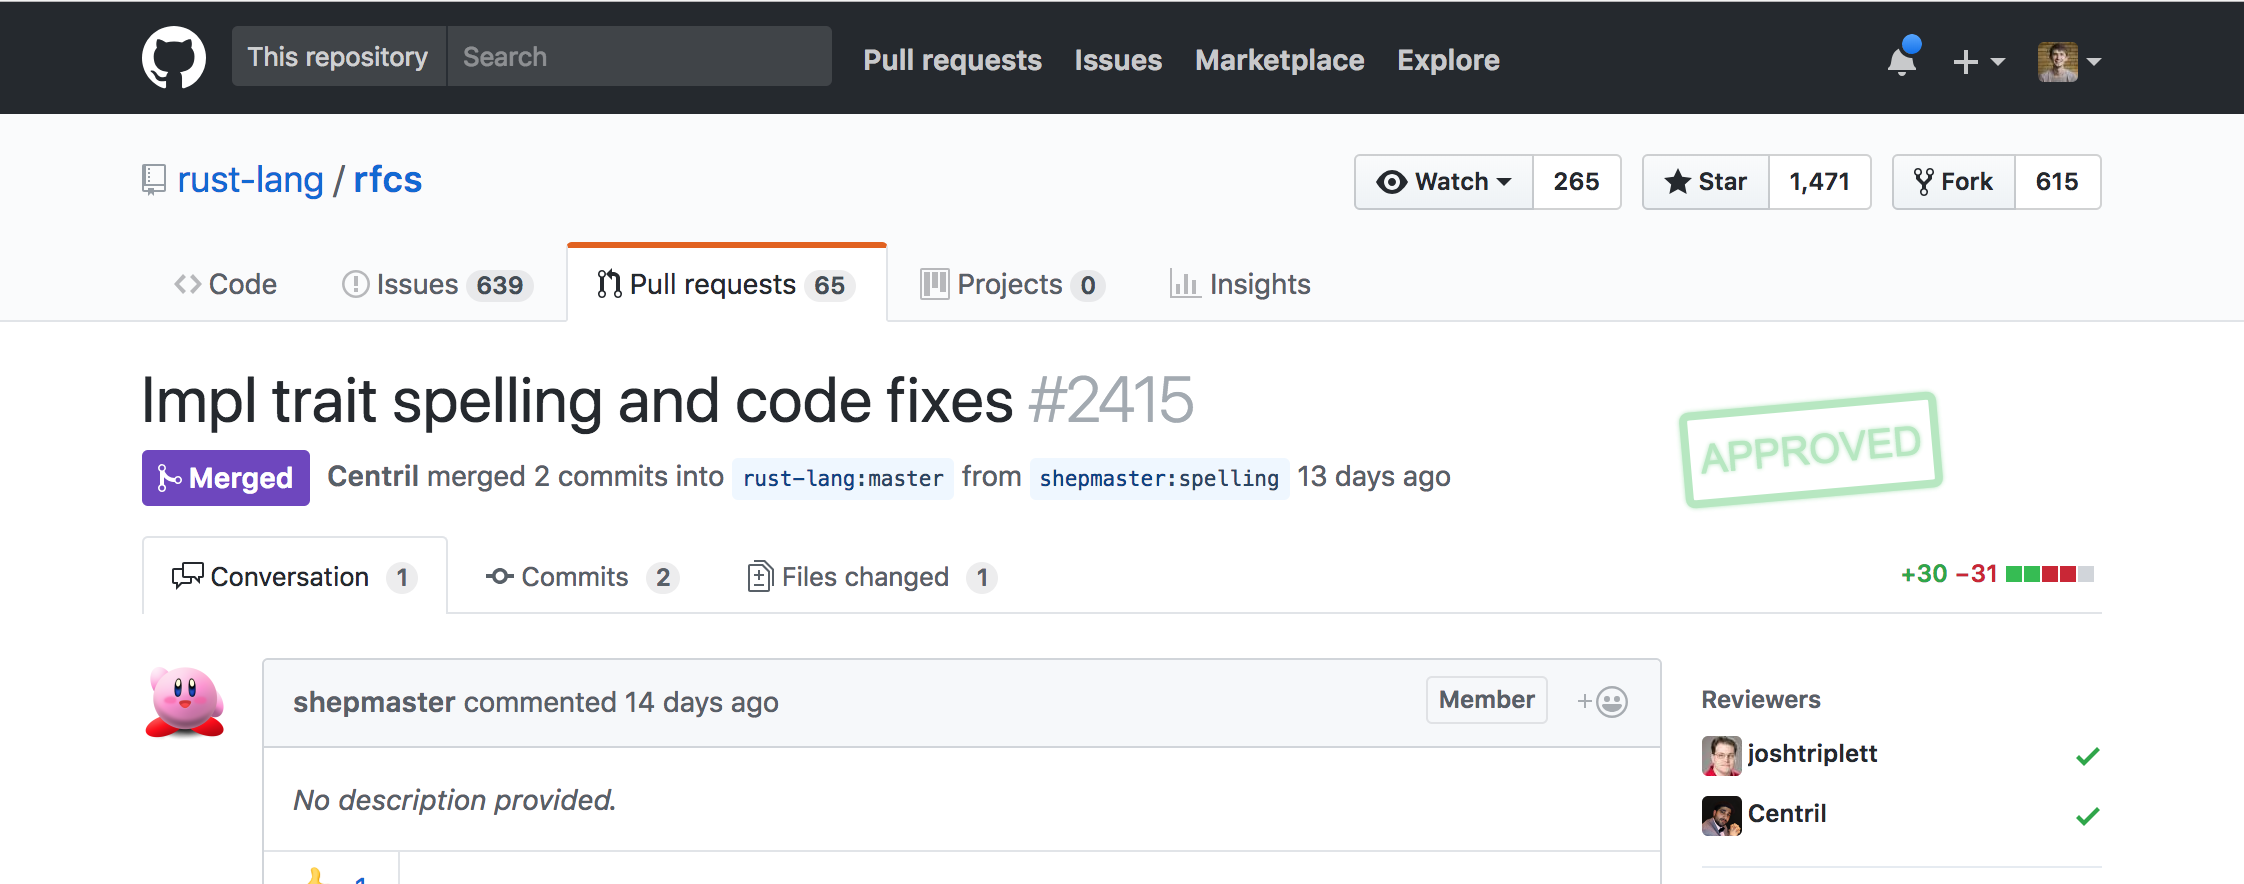 This repository Search Pull requests Issues Marketplace Explore
rust-lang / rfcs Watch 265 Star 1,471 Fork 615
Code Issues 639 Pull requests 65 Projects 0 Insights
Impl trait spelling and code fixes #2415
APPROVED
Merged Centril merged 2 commits into rust-lang:master from shepmaster:spelling 13 days ago
Conversation 1 Commits 2 Files changed 1 +30 −31
shepmaster commented 14 days ago Member
Reviewers
joshtriplett
No description provided.
Centril
1